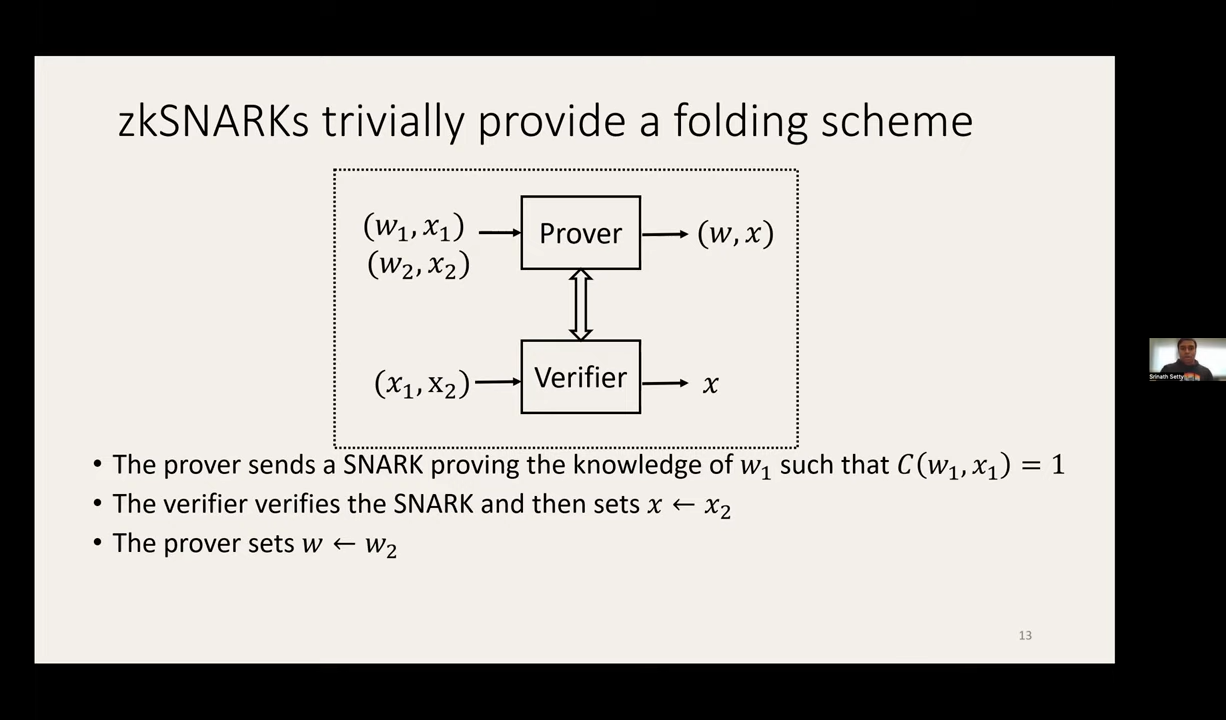 zkSNARKs trivially provide a folding scheme
(w₁, x₁)
(w₂, x₂)
Prover
(w, x)
(x₁, x₂)
Verifier
x
• The prover sends a SNARK proving the knowledge of w₁ such that C(w₁, x₁) = 1
• The verifier verifies the SNARK and then sets x ← x₂
• The prover sets w ← w₂
13
Srinath Setty